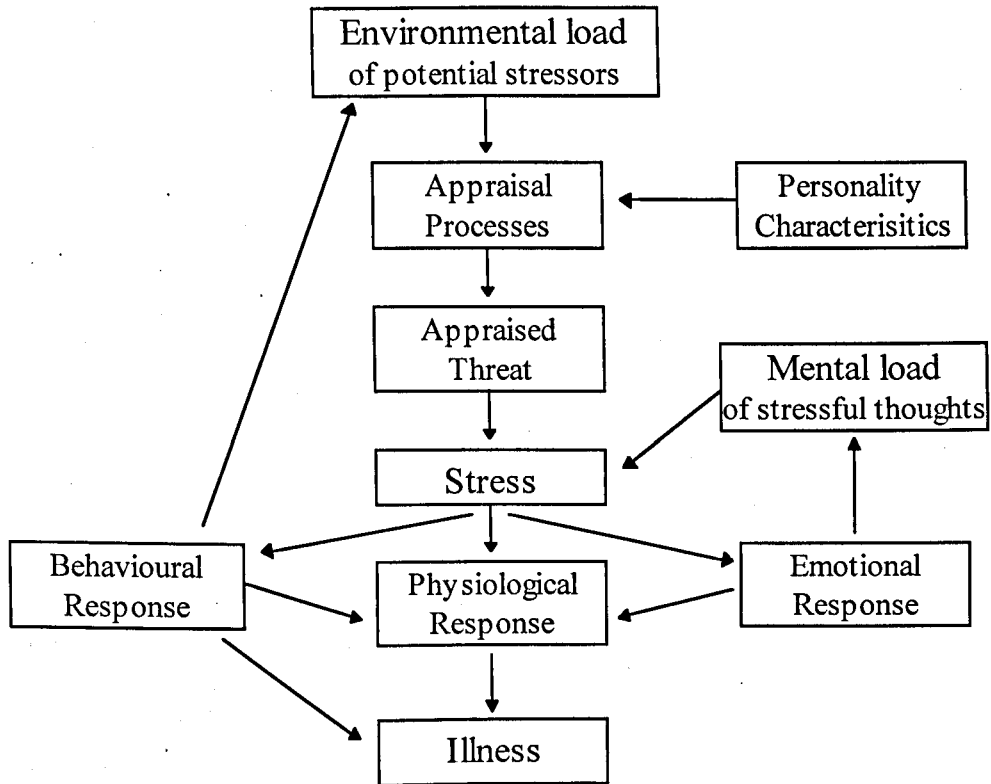 Environmental load
of potential stressors
Appraisal
Processes
Personality
Characterisitics
Appraised
Threat
Mental load
of stressful thoughts
Stress
Behavioural
Response
Physiological
Response
Emotional
Response
Illness